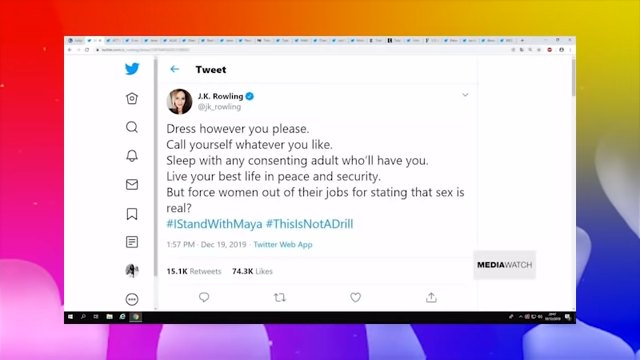 Tweet
J.K. Rowling
@jk_rowling
Dress however you please.
Call yourself whatever you like.
Sleep with any consenting adult who'll have you.
Live your best life in peace and security.
But force women out of their jobs for stating that sex is
real?
#IStandWithMaya #ThisIsNotADrill
1:57 PM · Dec 19, 2019 · Twitter Web App
MEDIAWATCH
15.1K Retweets 74.3K Likes